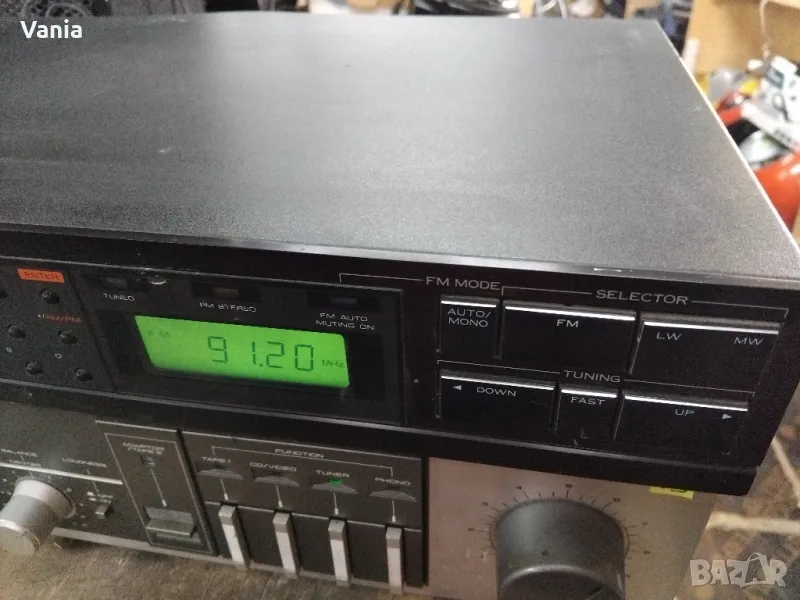 Vania
ENTER
TUNED
FM STEREO
FM AUTO
MUTING ON
FM MODE
SELECTOR
AUTO/
MONO
FM
LW
MW
91.20
MHz
TUNING
◄ DOWN
FAST
UP ►
BALANCE
LOUDNESS
FUNCTION
TAPE 1
CD/VIDEO
TUNER
PHONO
BAZAR